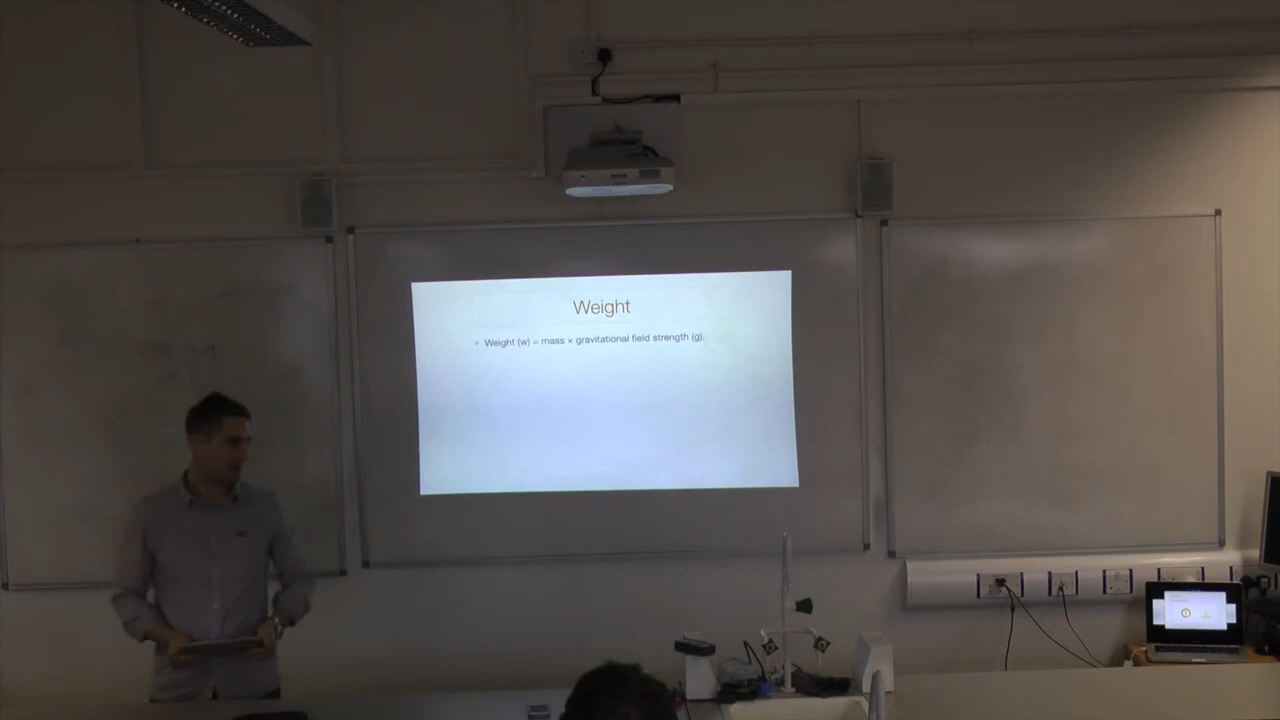 Weight
Weight (w) = mass × gravitational field strength (g).